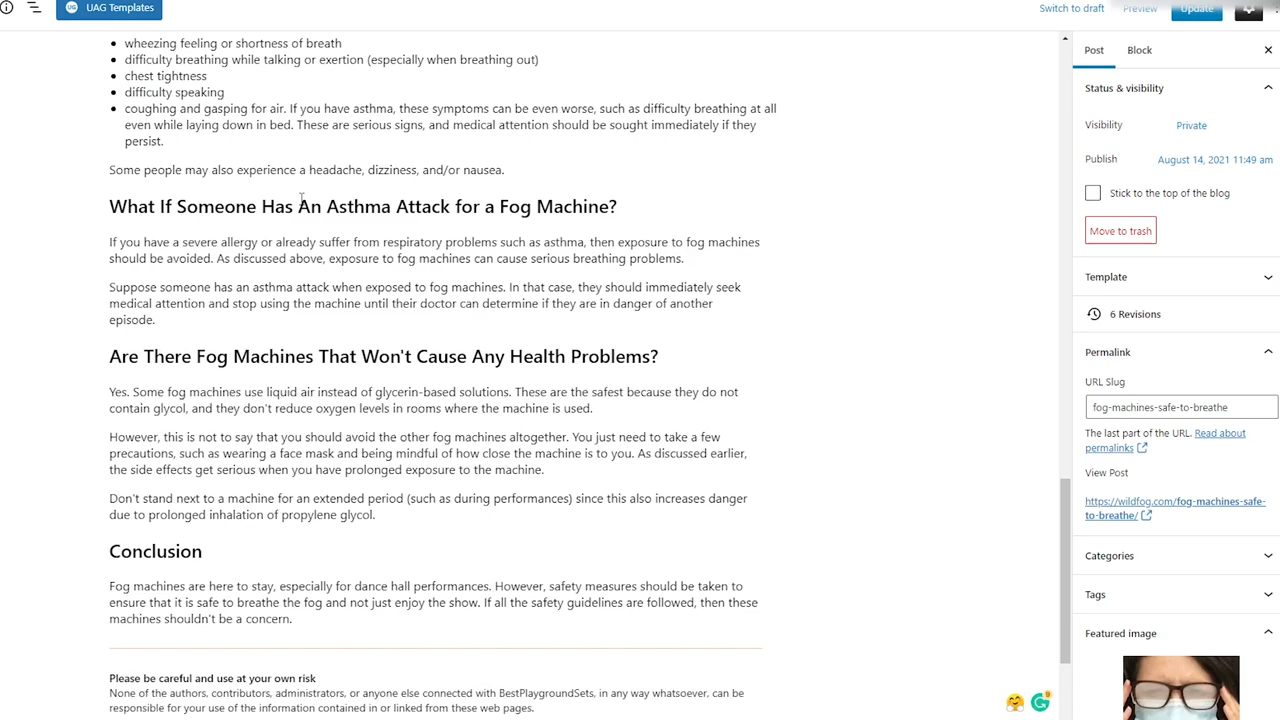 UAG Templates
Switch to draft
Preview
Update
wheezing feeling or shortness of breath
difficulty breathing while talking or exertion (especially when breathing out)
chest tightness
difficulty speaking
coughing and gasping for air. If you have asthma, these symptoms can be even worse, such as difficulty breathing at all
even while laying down in bed. These are serious signs, and medical attention should be sought immediately if they
persist.
Some people may also experience a headache, dizziness, and/or nausea.
What If Someone Has An Asthma Attack for a Fog Machine?
If you have a severe allergy or already suffer from respiratory problems such as asthma, then exposure to fog machines
should be avoided. As discussed above, exposure to fog machines can cause serious breathing problems.
Suppose someone has an asthma attack when exposed to fog machines. In that case, they should immediately seek
medical attention and stop using the machine until their doctor can determine if they are in danger of another
episode.
Are There Fog Machines That Won't Cause Any Health Problems?
Yes. Some fog machines use liquid air instead of glycerin-based solutions. These are the safest because they do not
contain glycol, and they don't reduce oxygen levels in rooms where the machine is used.
However, this is not to say that you should avoid the other fog machines altogether. You just need to take a few
precautions, such as wearing a face mask and being mindful of how close the machine is to you. As discussed earlier,
the side effects get serious when you have prolonged exposure to the machine.
Don't stand next to a machine for an extended period (such as during performances) since this also increases danger
due to prolonged inhalation of propylene glycol.
Conclusion
Fog machines are here to stay, especially for dance hall performances. However, safety measures should be taken to
ensure that it is safe to breathe the fog and not just enjoy the show. If all the safety guidelines are followed, then these
machines shouldn't be a concern.
Please be careful and use at your own risk
None of the authors, contributors, administrators, or anyone else connected with BestPlaygroundSets, in any way whatsoever, can be
responsible for your use of the information contained in or linked from these web pages.
Post
Block
Status & visibility
Visibility
Private
Publish
August 14, 2021 11:49 am
Stick to the top of the blog
Move to trash
Template
6 Revisions
Permalink
URL Slug
fog-machines-safe-to-breathe
The last part of the URL. Read about
permalinks
View Post
https://wildfog.com/fog-machines-safe-
to-breathe/
Categories
Tags
Featured image